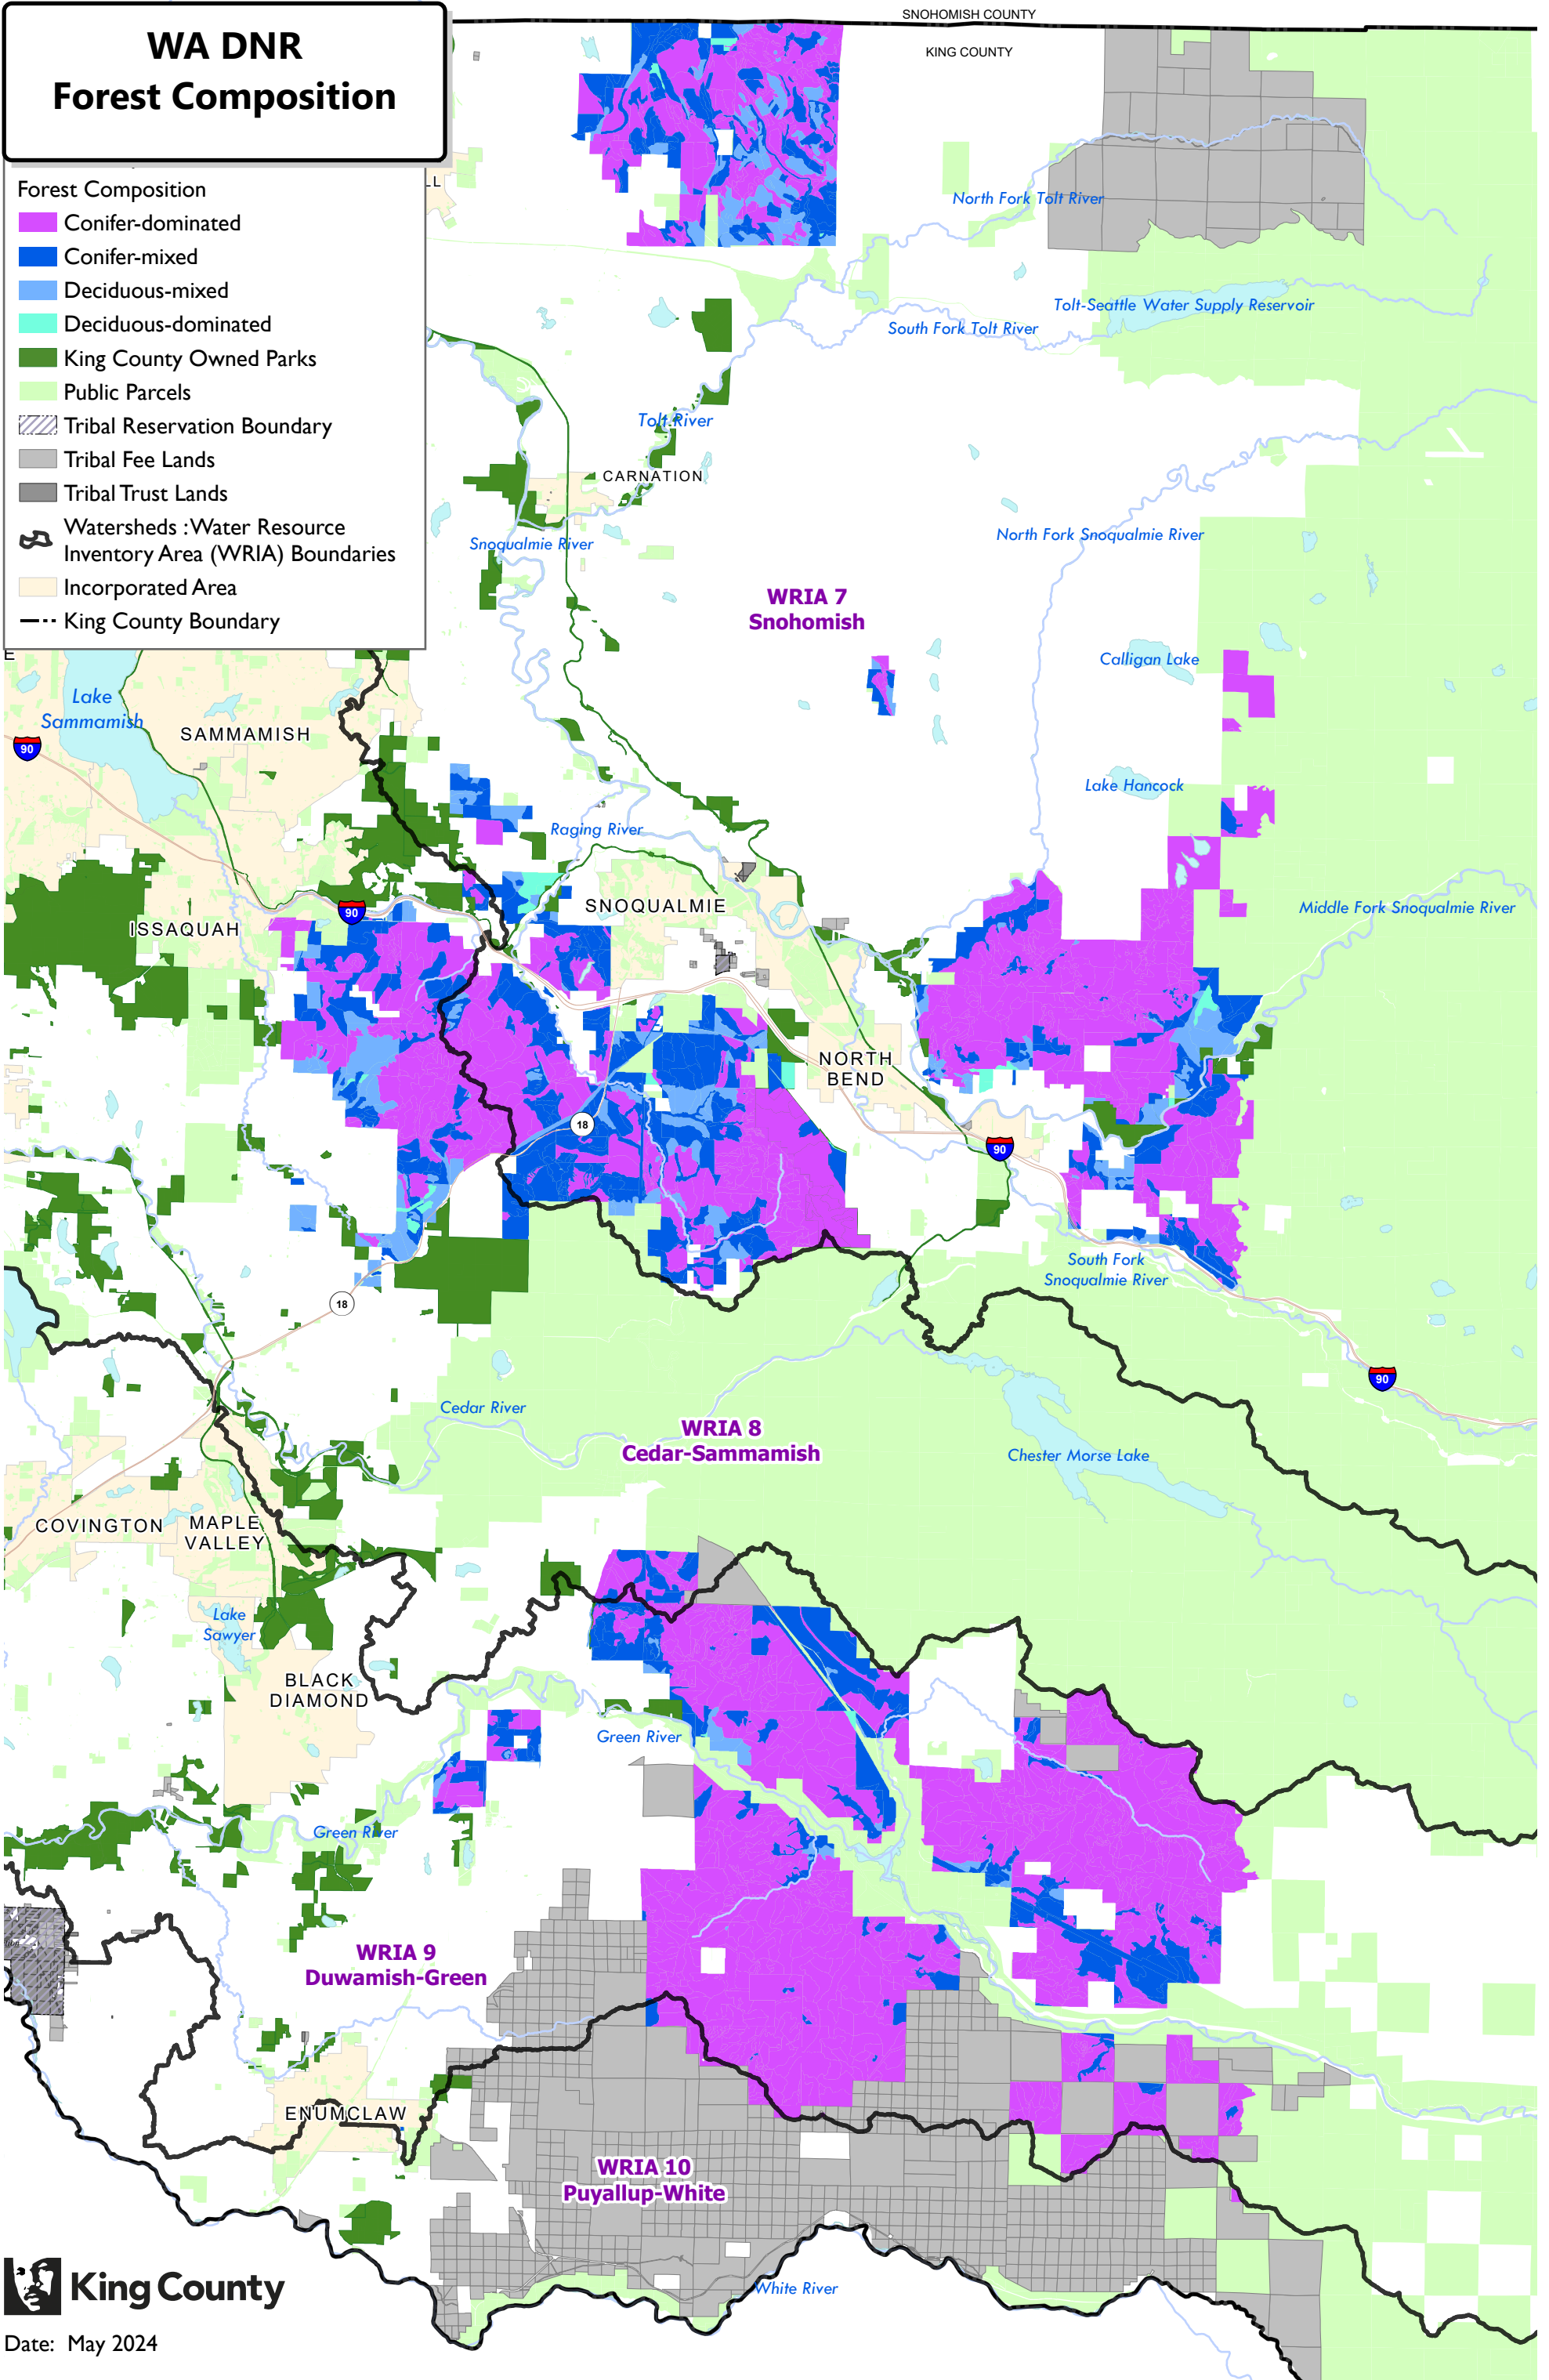 WA DNR
Forest Composition
Forest Composition
Conifer-dominated
Conifer-mixed
Deciduous-mixed
Deciduous-dominated
King County Owned Parks
Public Parcels
Tribal Reservation Boundary
Tribal Fee Lands
Tribal Trust Lands
Watersheds : Water Resource
Inventory Area (WRIA) Boundaries
Incorporated Area
King County Boundary
SNOHOMISH COUNTY
KING COUNTY
LL
North Fork Tolt River
Tolt-Seattle Water Supply Reservoir
South Fork Tolt River
Tolt River
CARNATION
Snoqualmie River
North Fork Snoqualmie River
WRIA 7
Snohomish
E
Calligan Lake
Lake
Sammamish
SAMMAMISH
90
Lake Hancock
Raging River
90
SNOQUALMIE
Middle Fork Snoqualmie River
ISSAQUAH
NORTH
BEND
18
90
South Fork
Snoqualmie River
18
90
Cedar River
WRIA 8
Cedar-Sammamish
Chester Morse Lake
COVINGTON
MAPLE
VALLEY
Lake
Sawyer
BLACK
DIAMOND
Green River
Green River
WRIA 9
Duwamish-Green
ENUMCLAW
WRIA 10
Puyallup-White
White River
King County
Date: May 2024